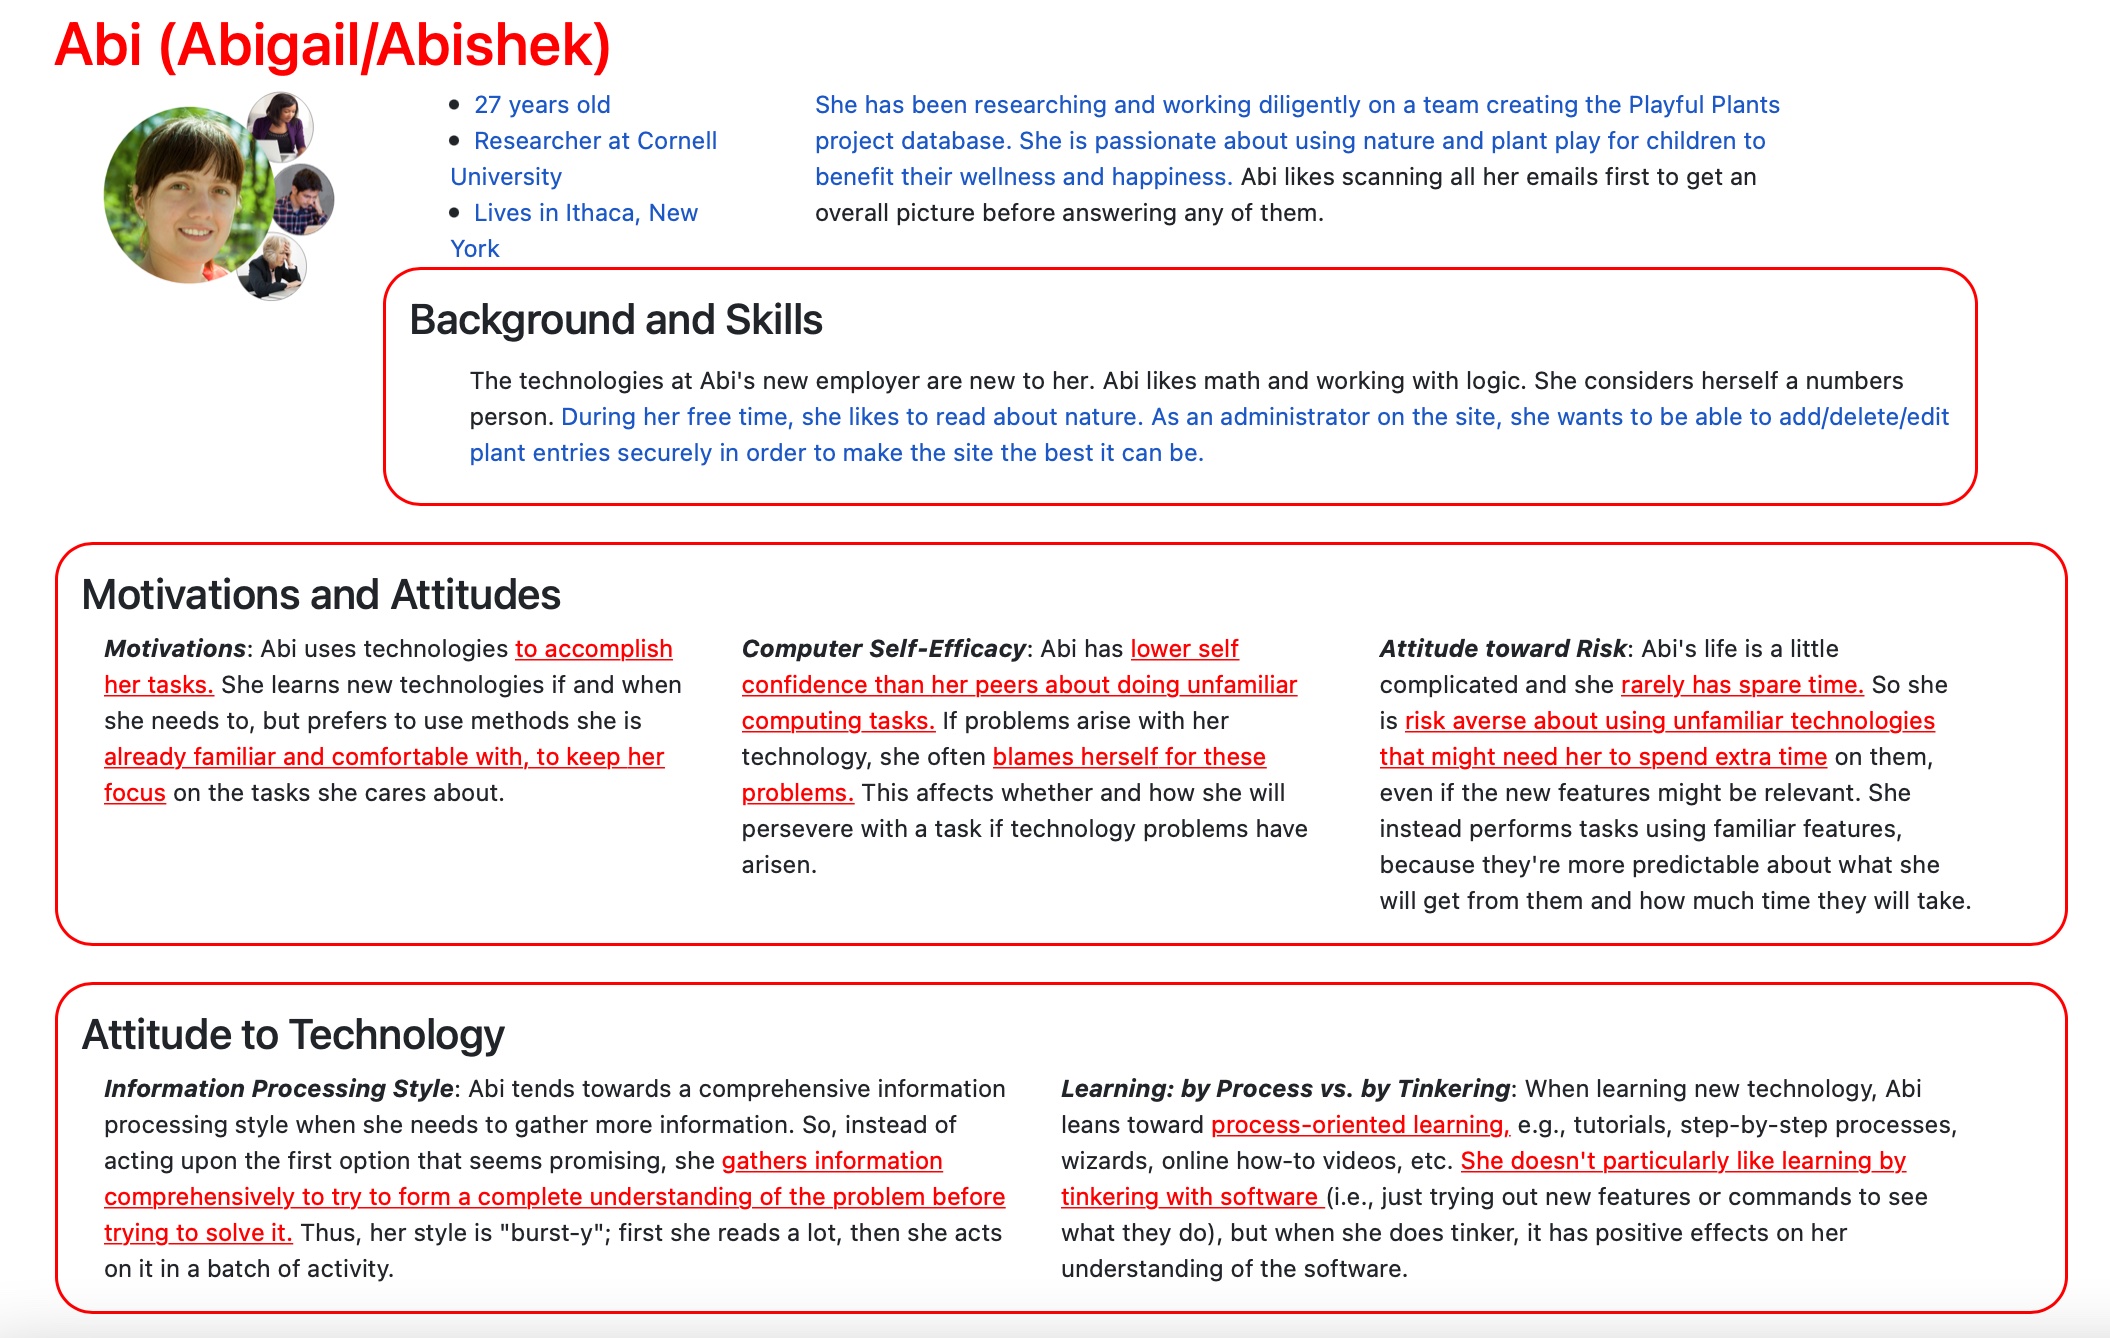 Abi (Abigail/Abishek)
• 27 years old
• Researcher at Cornell
University
• Lives in Ithaca, New
York
She has been researching and working diligently on a team creating the Playful Plants
project database. She is passionate about using nature and plant play for children to
benefit their wellness and happiness. Abi likes scanning all her emails first to get an
overall picture before answering any of them.
Background and Skills
The technologies at Abi's new employer are new to her. Abi likes math and working with logic. She considers herself a numbers
person. During her free time, she likes to read about nature. As an administrator on the site, she wants to be able to add/delete/edit
plant entries securely in order to make the site the best it can be.
Motivations and Attitudes
Motivations: Abi uses technologies to accomplish
her tasks. She learns new technologies if and when
she needs to, but prefers to use methods she is
already familiar and comfortable with, to keep her
focus on the tasks she cares about.
Computer Self-Efficacy: Abi has lower self
confidence than her peers about doing unfamiliar
computing tasks. If problems arise with her
technology, she often blames herself for these
problems. This affects whether and how she will
persevere with a task if technology problems have
arisen.
Attitude toward Risk: Abi's life is a little
complicated and she rarely has spare time. So she
is risk averse about using unfamiliar technologies
that might need her to spend extra time on them,
even if the new features might be relevant. She
instead performs tasks using familiar features,
because they're more predictable about what she
will get from them and how much time they will take.
Attitude to Technology
Information Processing Style: Abi tends towards a comprehensive information
processing style when she needs to gather more information. So, instead of
acting upon the first option that seems promising, she gathers information
comprehensively to try to form a complete understanding of the problem before
trying to solve it. Thus, her style is "burst-y"; first she reads a lot, then she acts
on it in a batch of activity.
Learning: by Process vs. by Tinkering: When learning new technology, Abi
leans toward process-oriented learning, e.g., tutorials, step-by-step processes,
wizards, online how-to videos, etc. She doesn't particularly like learning by
tinkering with software (i.e., just trying out new features or commands to see
what they do), but when she does tinker, it has positive effects on her
understanding of the software.